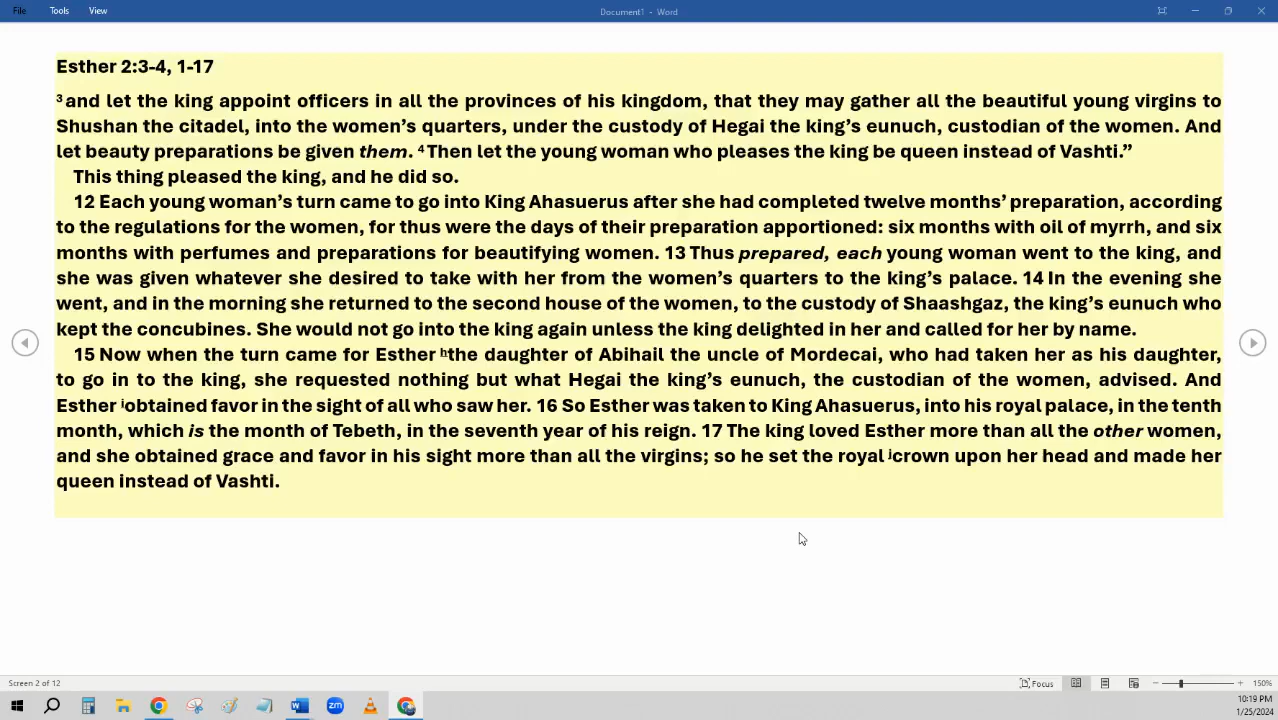 File Tools View Document1 - Word
Esther 2:3-4, 1-17
3 and let the king appoint officers in all the provinces of his kingdom, that they may gather all the beautiful young virgins to
Shushan the citadel, into the women’s quarters, under the custody of Hegai the king’s eunuch, custodian of the women. And
let beauty preparations be given them. 4 Then let the young woman who pleases the king be queen instead of Vashti.”
This thing pleased the king, and he did so.
12 Each young woman’s turn came to go into King Ahasuerus after she had completed twelve months’ preparation, according
to the regulations for the women, for thus were the days of their preparation apportioned: six months with oil of myrrh, and six
months with perfumes and preparations for beautifying women. 13 Thus prepared, each young woman went to the king, and
she was given whatever she desired to take with her from the women’s quarters to the king’s palace. 14 In the evening she
went, and in the morning she returned to the second house of the women, to the custody of Shaashgaz, the king’s eunuch who
kept the concubines. She would not go into the king again unless the king delighted in her and called for her by name.
15 Now when the turn came for Esther h the daughter of Abihail the uncle of Mordecai, who had taken her as his daughter,
to go in to the king, she requested nothing but what Hegai the king’s eunuch, the custodian of the women, advised. And
Esther i obtained favor in the sight of all who saw her. 16 So Esther was taken to King Ahasuerus, into his royal palace, in the tenth
month, which is the month of Tebeth, in the seventh year of his reign. 17 The king loved Esther more than all the other women,
and she obtained grace and favor in his sight more than all the virgins; so he set the royal j crown upon her head and made her
queen instead of Vashti.
Screen 2 of 12 Focus 150%
zm
10:19 PM
1/25/2024